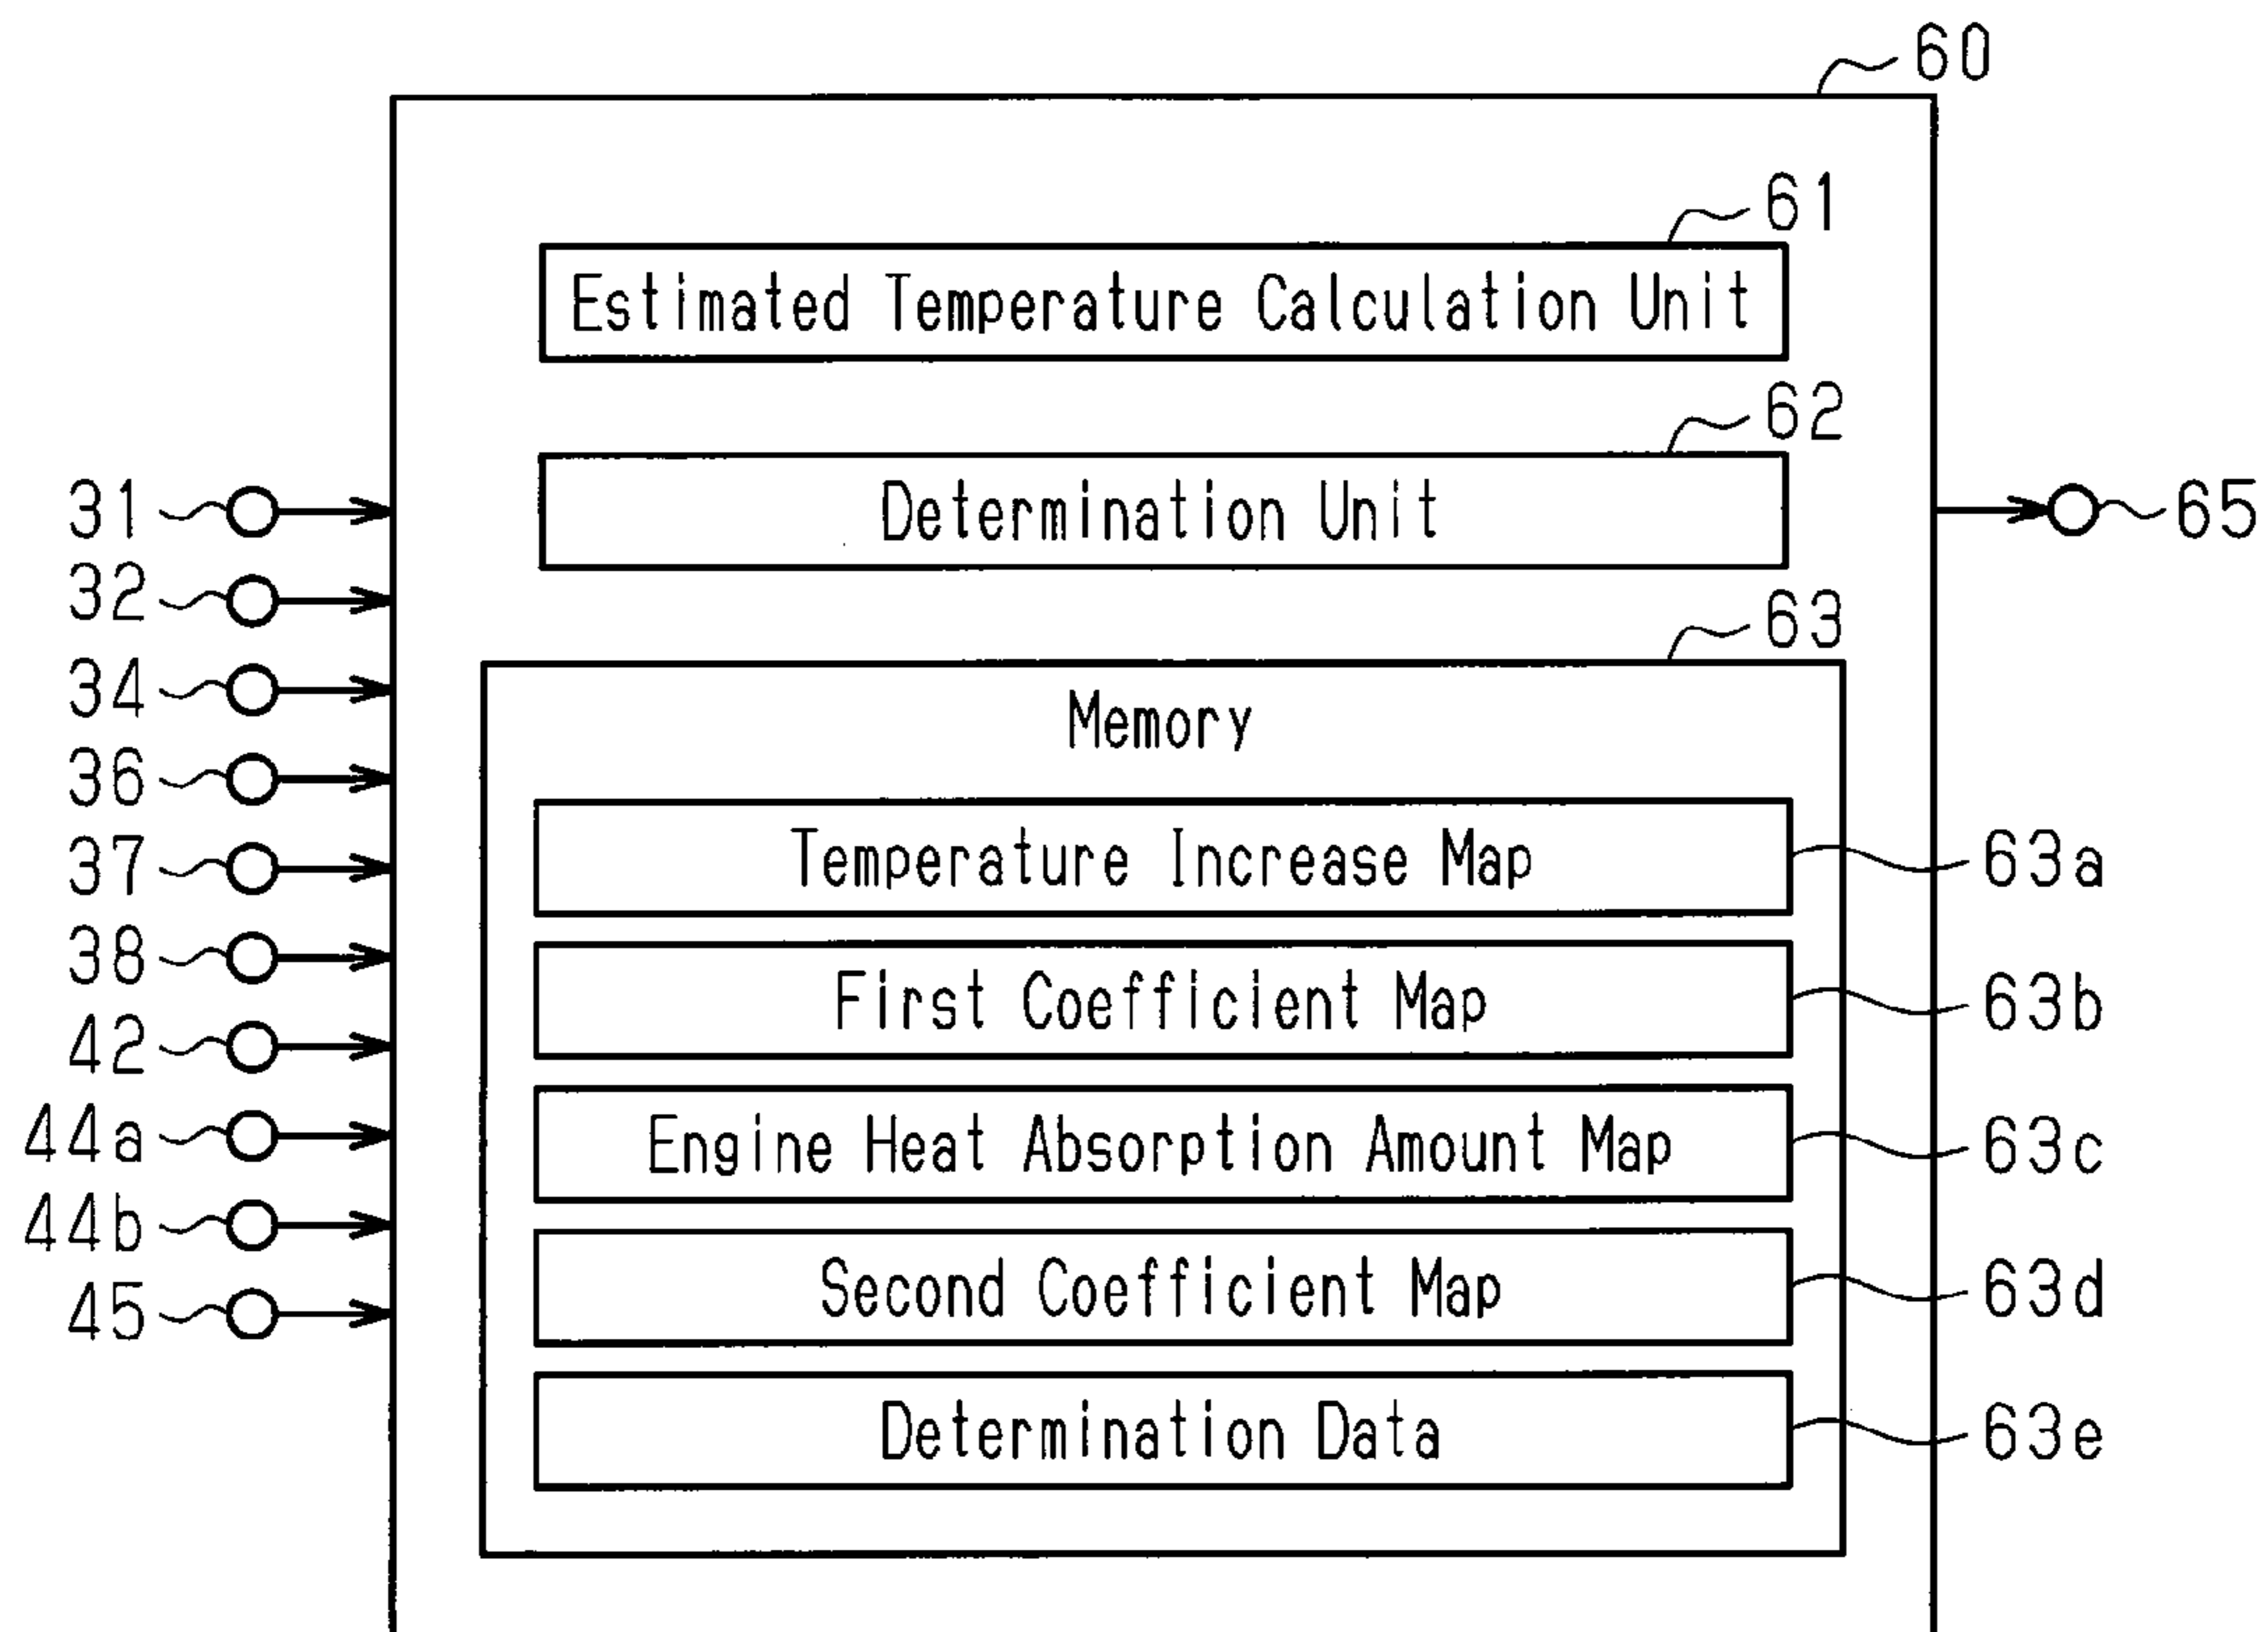 60
61
Estimated Temperature Calculation Unit
62
31
Determination Unit
65
32
63
34
Memory
36
Temperature Increase Map
63a
37
38
First Coefficient Map
63b
42
44a
Engine Heat Absorption Amount Map
63c
44b
Second Coefficient Map
63d
45
Determination Data
63e